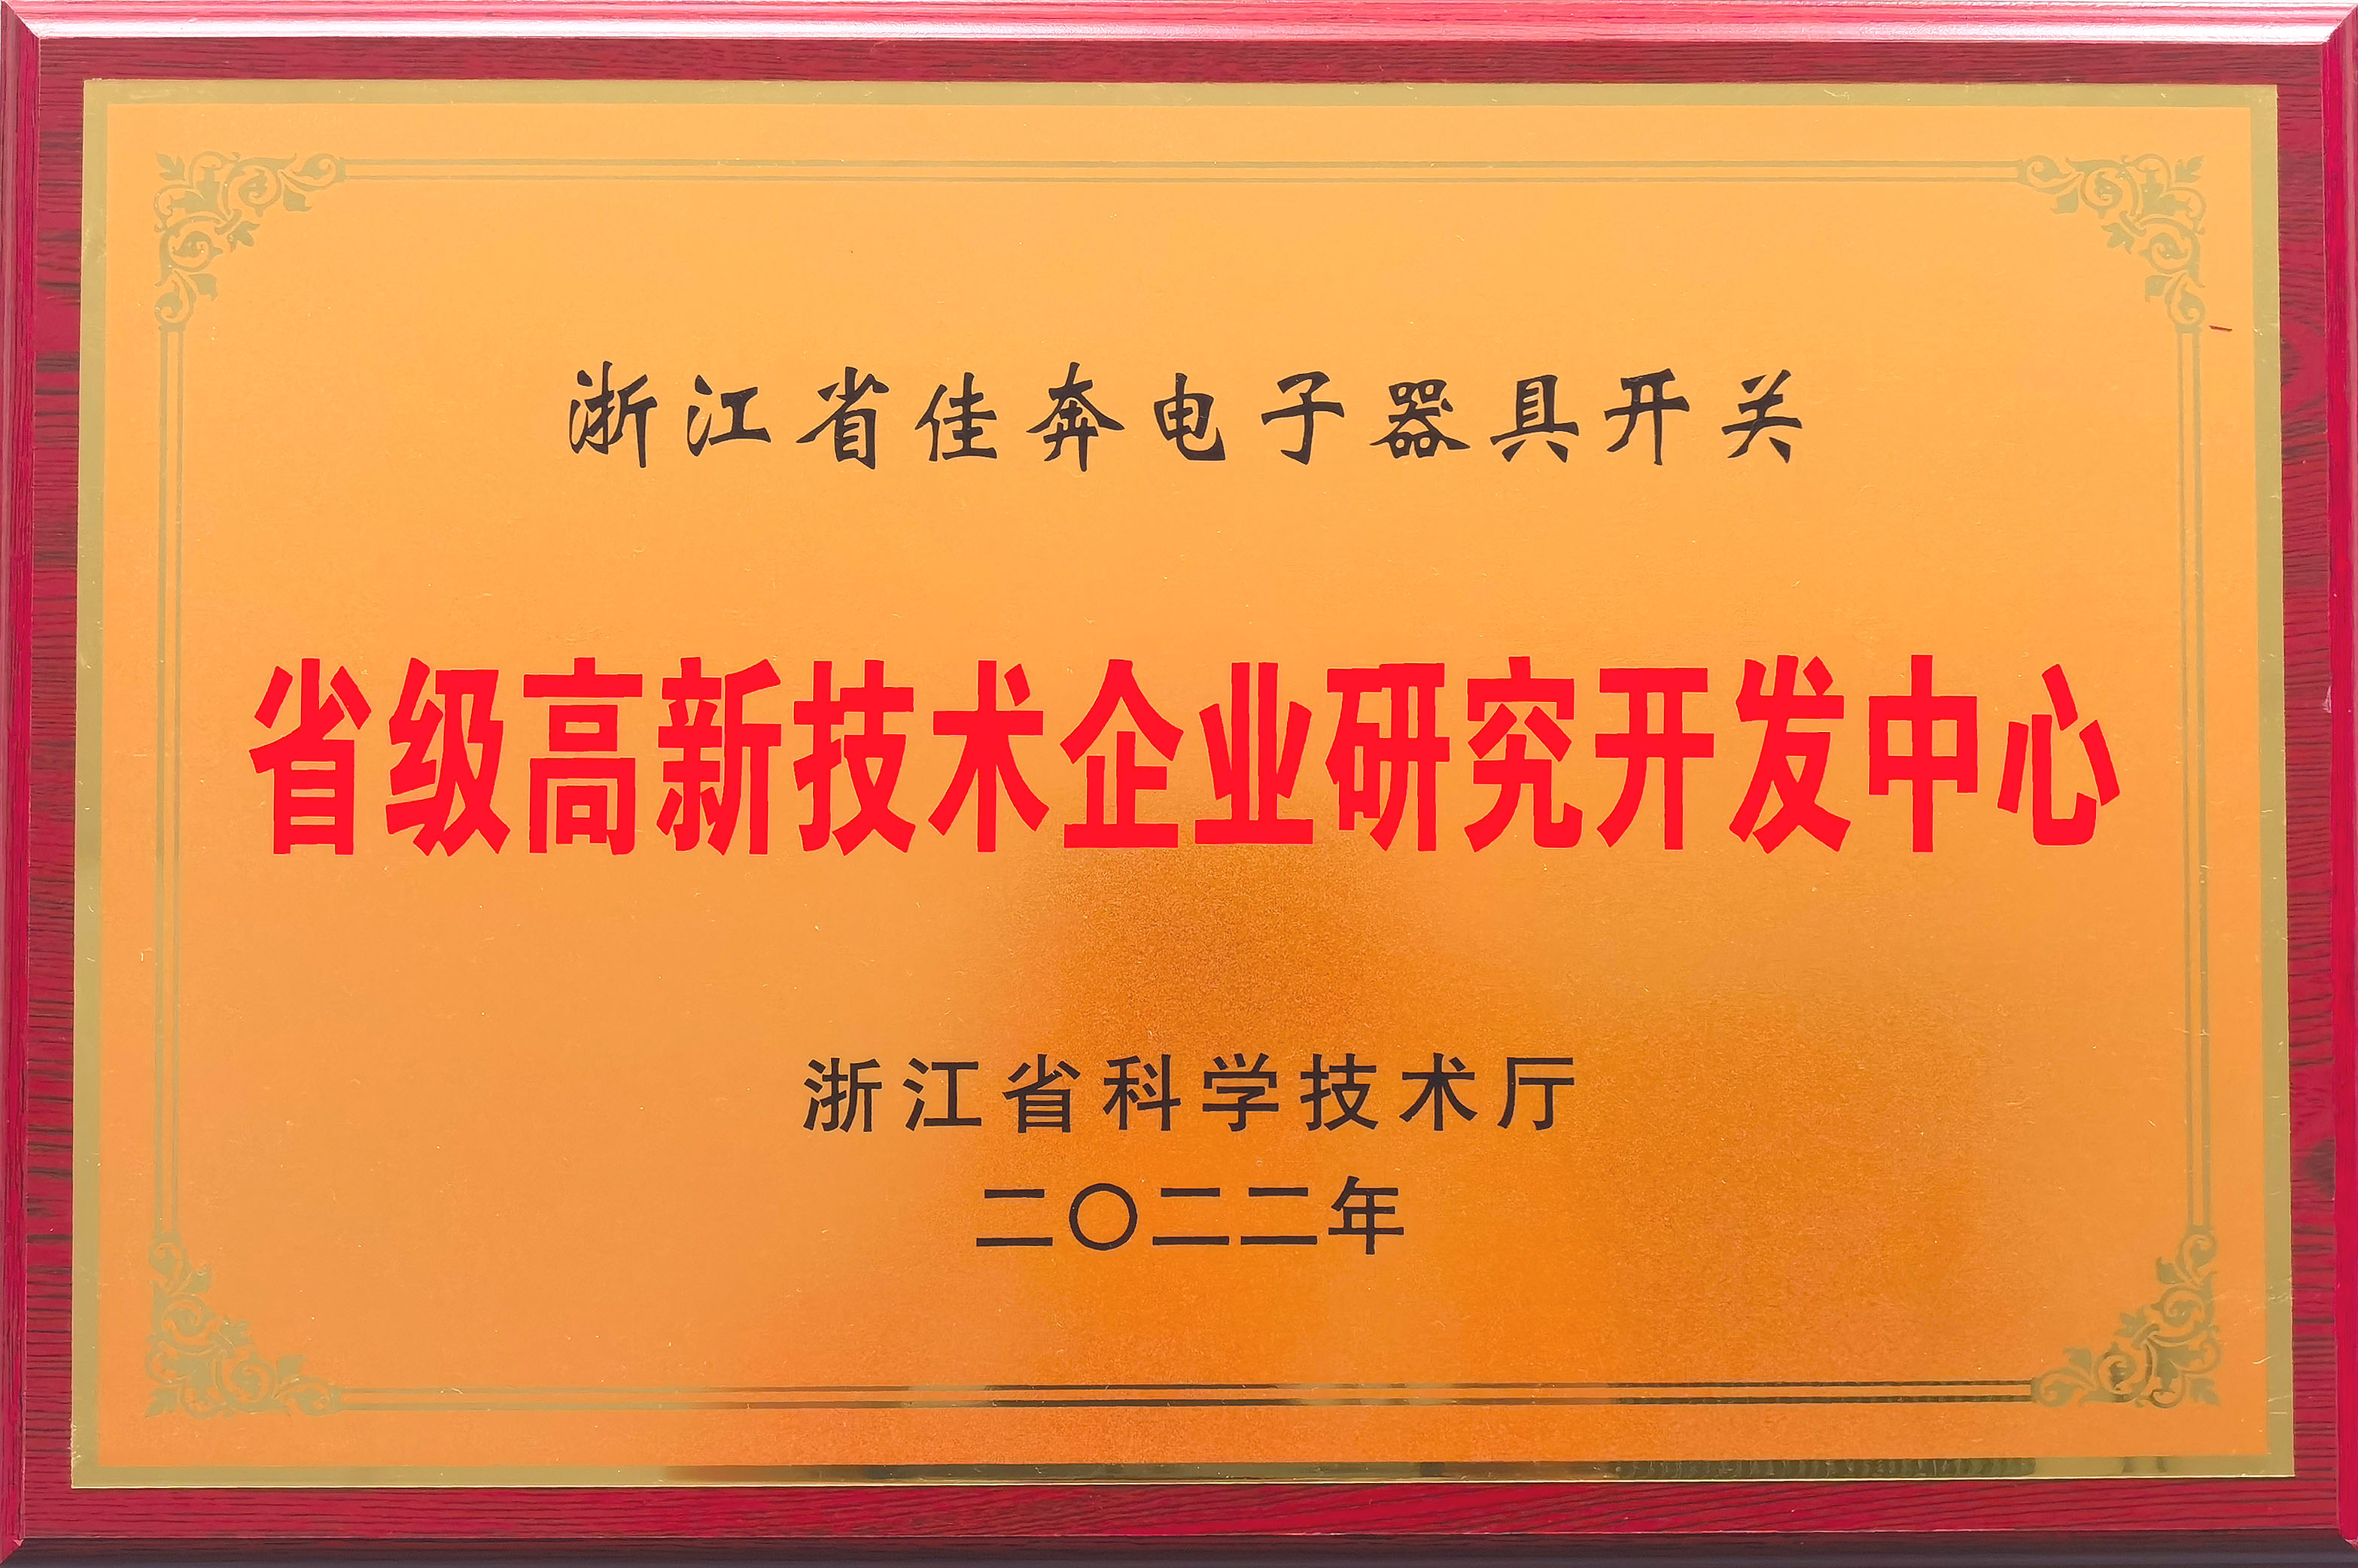 浙江省佳奔电子器具开关
省级高新技术企业研究开发中心
浙江省科学技术厅
二〇二二年